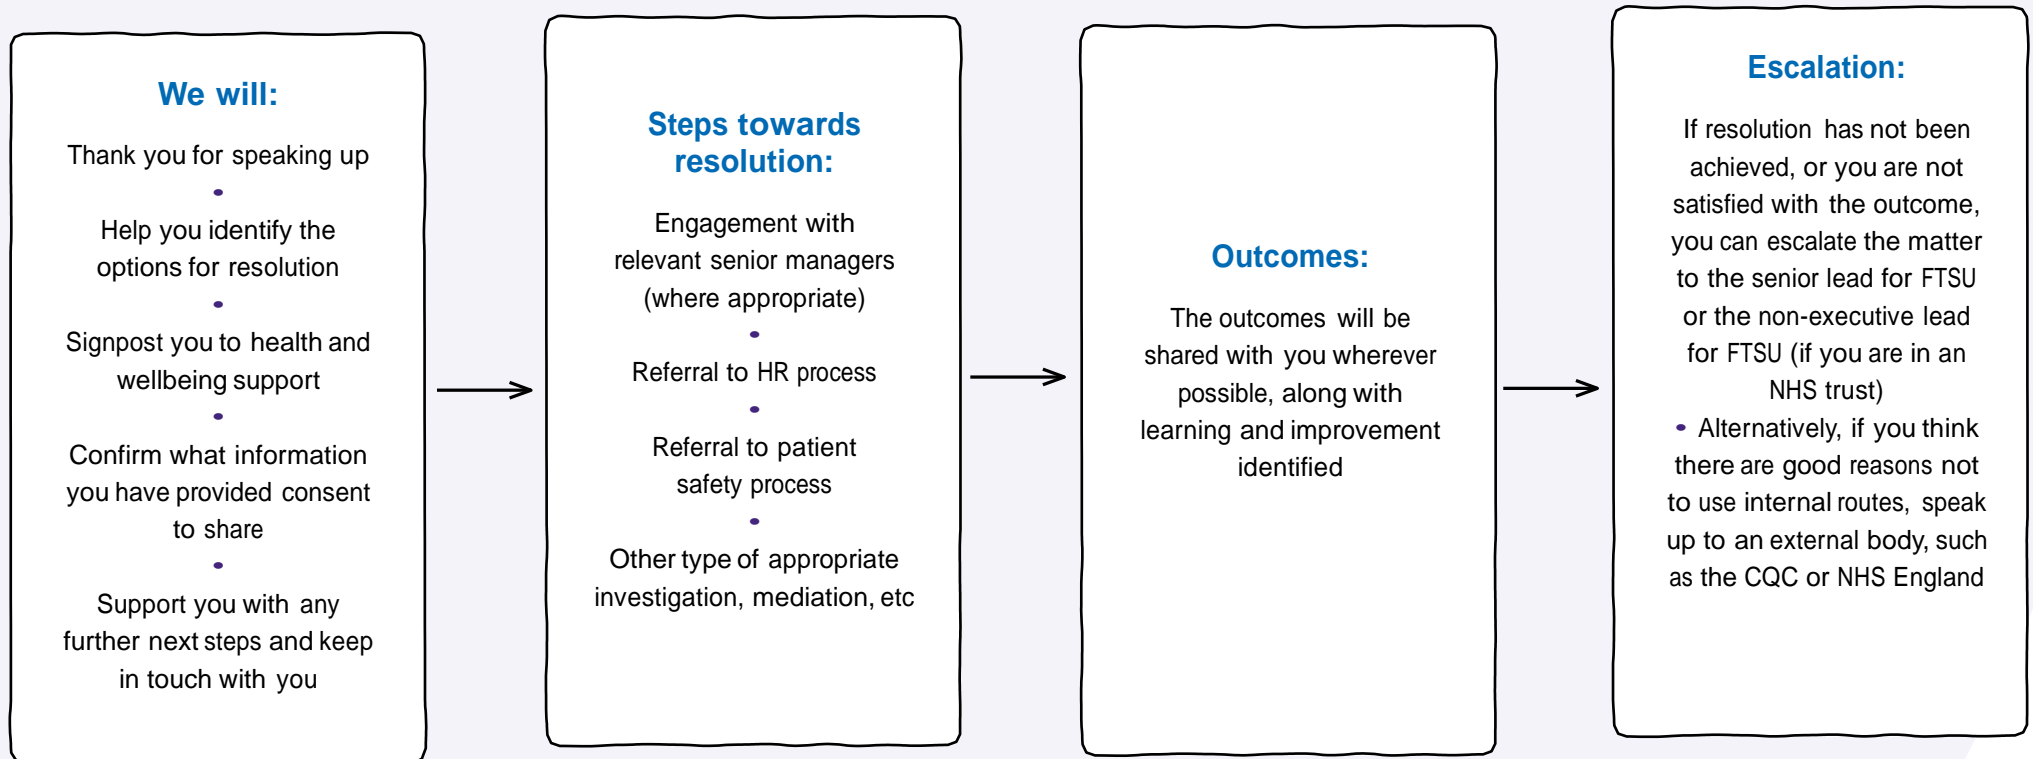 We will:
Thank you for speaking up
•
Help you identify the
options for resolution
•
Signpost you to health and
wellbeing support
•
Confirm what information
you have provided consent
to share
•
Support you with any
further next steps and keep
in touch with you
Steps towards
resolution:
Engagement with
relevant senior managers
(where appropriate)
•
Referral to HR process
•
Referral to patient
safety process
•
Other type of appropriate
investigation, mediation, etc
Outcomes:
The outcomes will be
shared with you wherever
possible, along with
learning and improvement
identified
Escalation:
If resolution has not been
achieved, or you are not
satisfied with the outcome,
you can escalate the matter
to the senior lead for FTSU
or the non-executive lead
for FTSU (if you are in an
NHS trust)
• Alternatively, if you think
there are good reasons not
to use internal routes, speak
up to an external body, such
as the CQC or NHS England